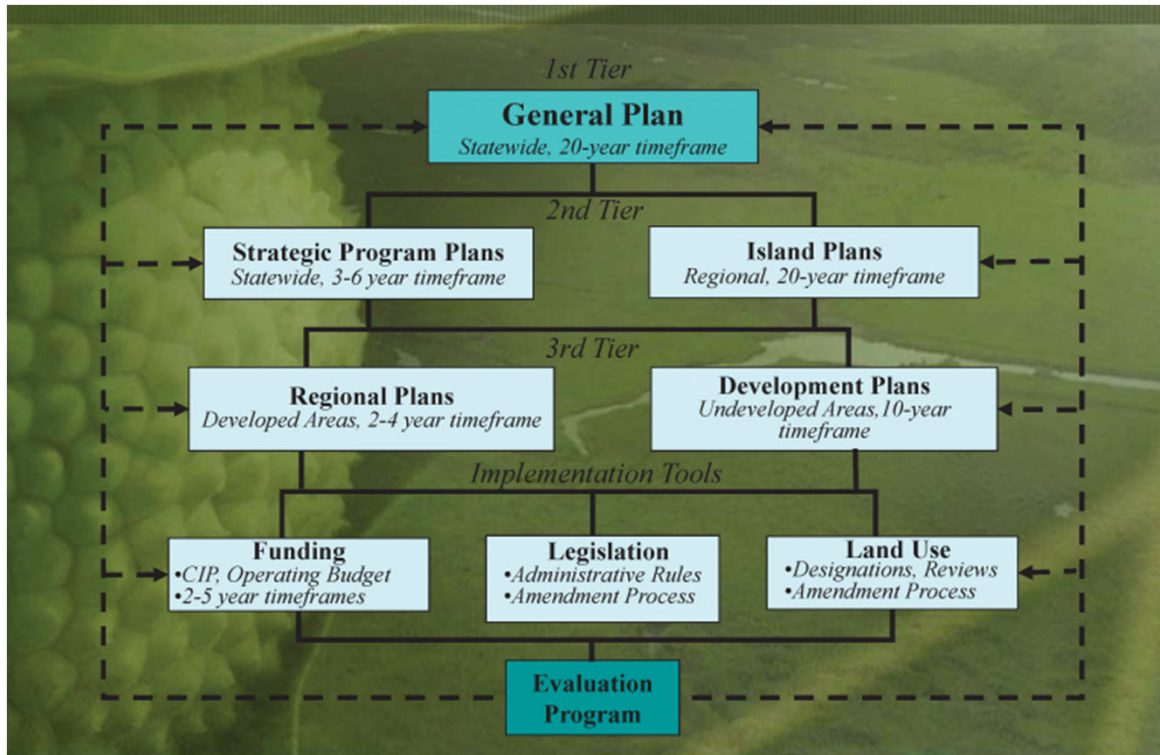 1st Tier
General Plan
Statewide, 20-year timeframe
2nd Tier
Strategic Program Plans
Statewide, 3-6 year timeframe
Island Plans
Regional, 20-year timeframe
3rd Tier
Regional Plans
Developed Areas, 2-4 year timeframe
Development Plans
Undeveloped Areas,10-year
timeframe
Implementation Tools
Funding
•CIP, Operating Budget
•2-5 year timeframes
Legislation
•Administrative Rules
•Amendment Process
Land Use
•Designations, Reviews
•Amendment Process
Evaluation
Program